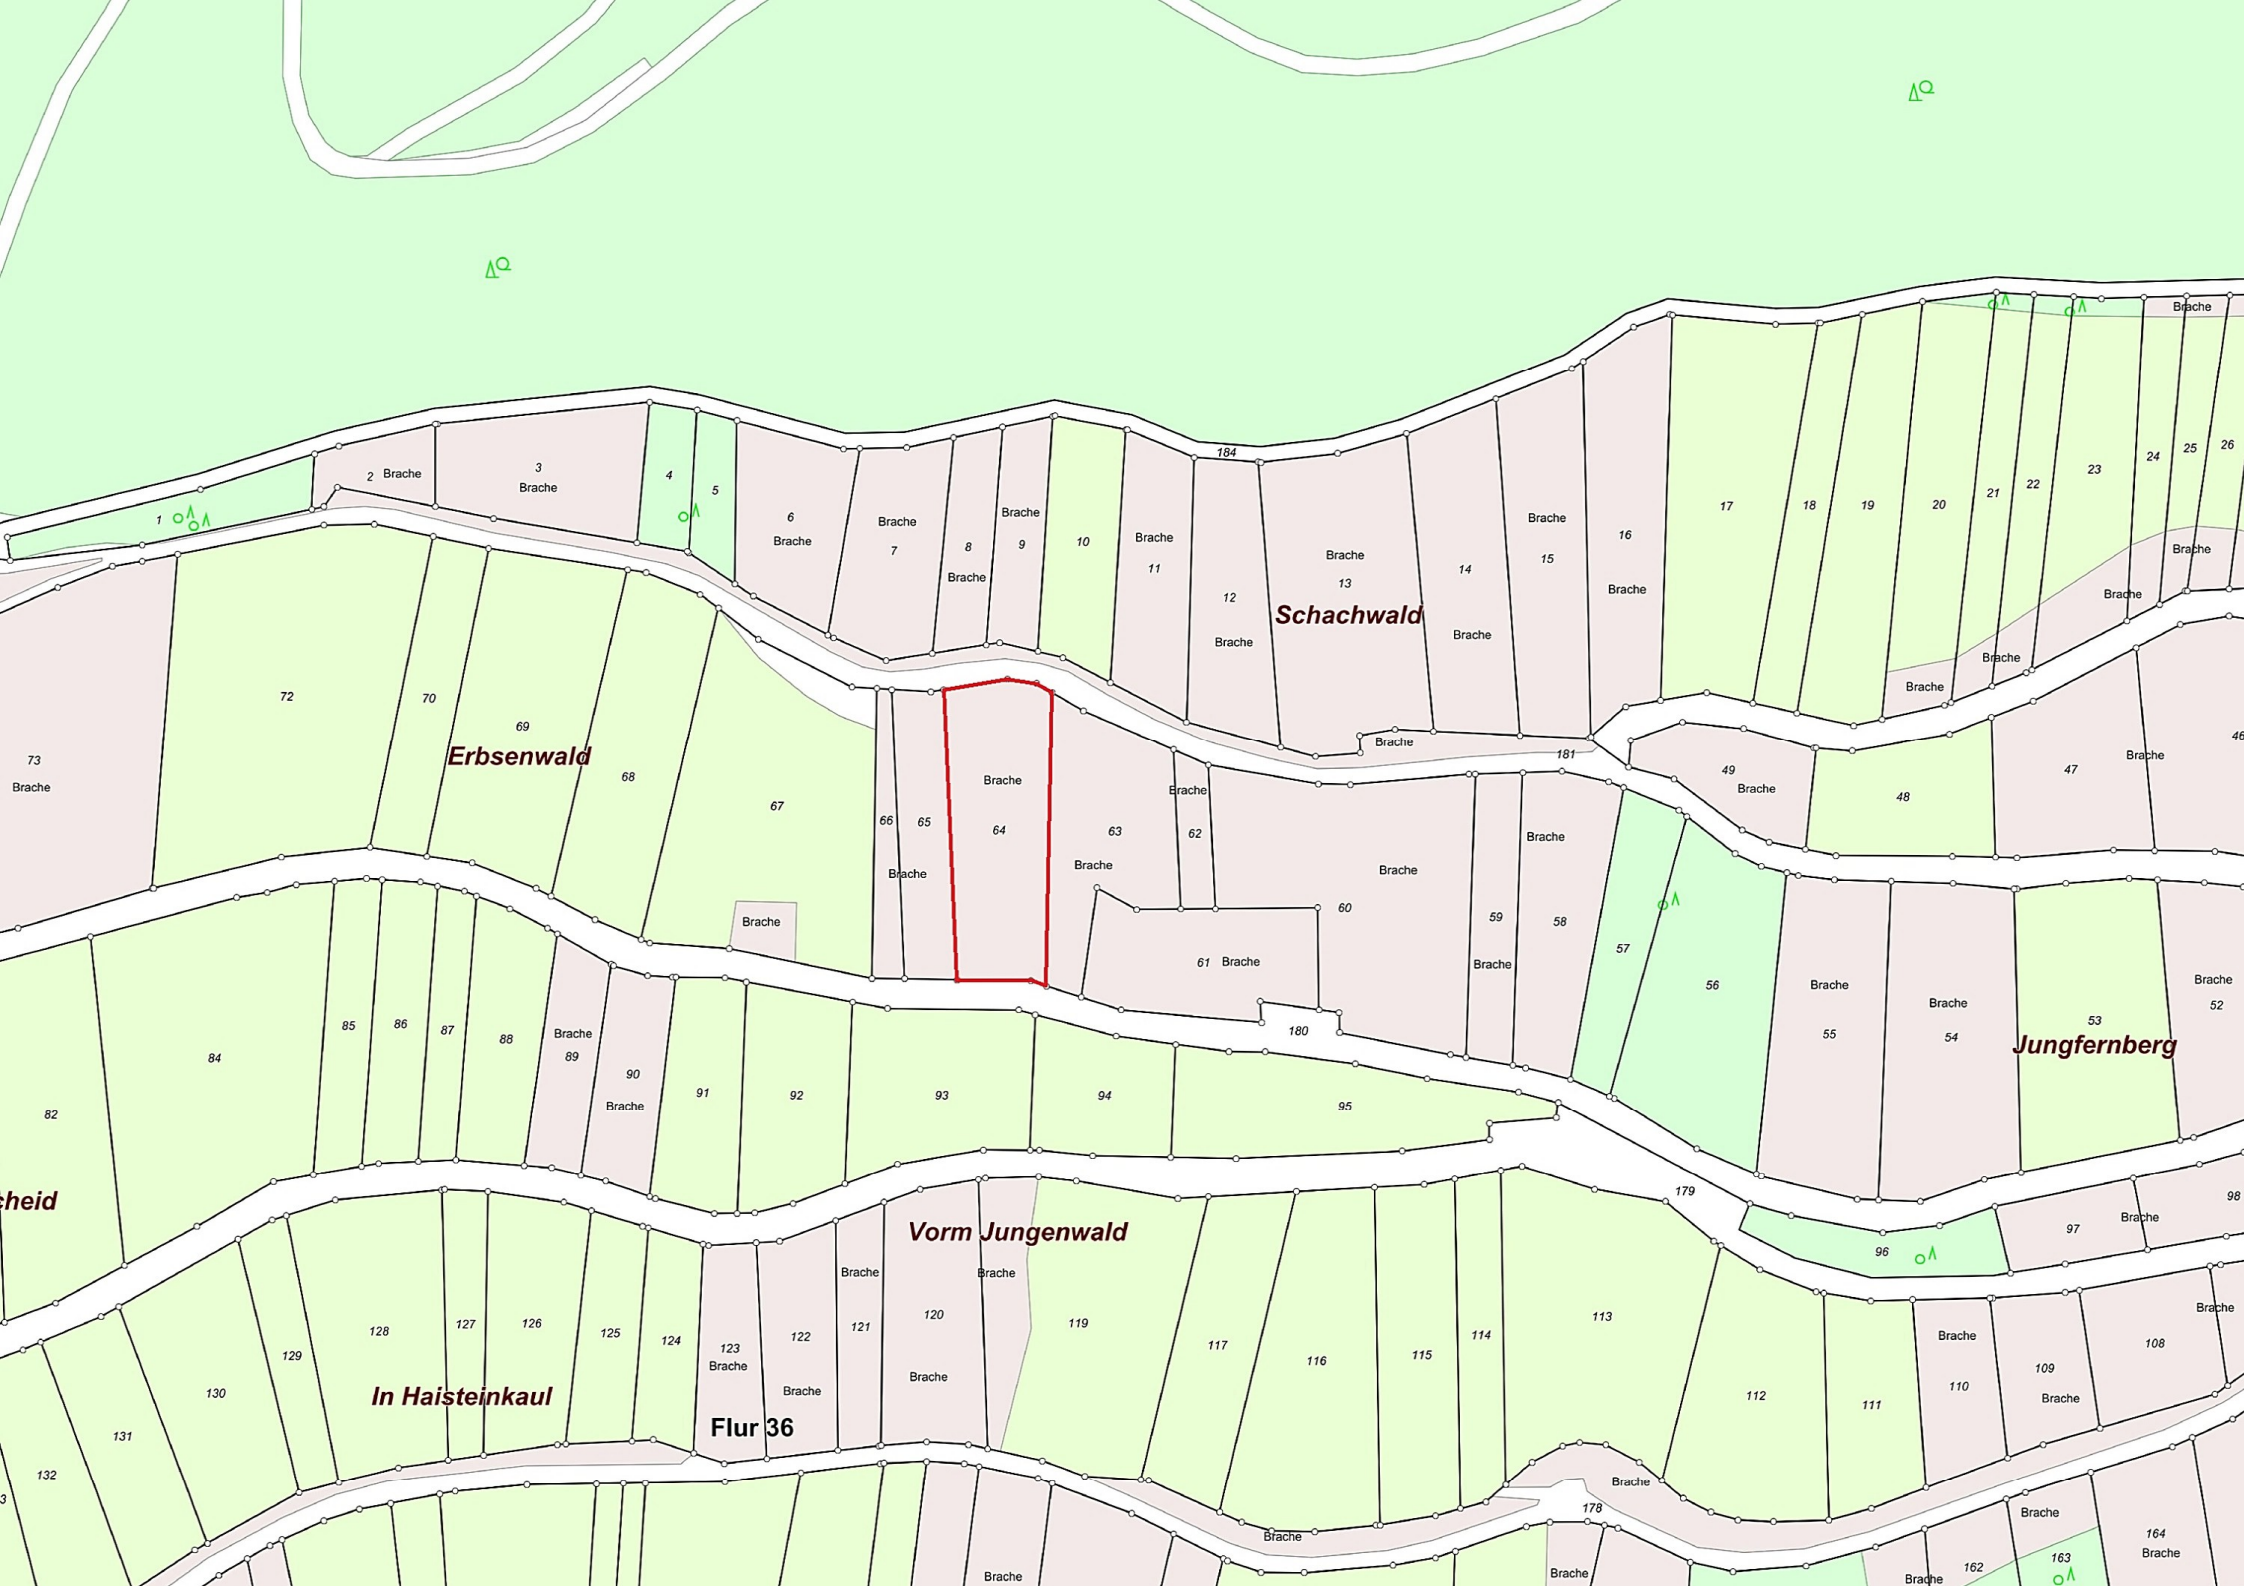 184
Brache
1
2 Brache
3
Brache
4
5
6
Brache
Brache
7
8
Brache
Brache
9
10
Brache
11
12
Brache
Brache
13
Schachwald
14
Brache
Brache
15
16
Brache
17
18
19
20
21
22
23
24
25
26
Brache
Brache
Brache
Brache
Brache
181
73
Brache
72
70
69
Erbsenwald
68
67
Brache
66
65
Brache
Brache
64
63
Brache
Brache
62
60
Brache
61 Brache
59
Brache
Brache
58
57
56
49
Brache
48
47
Brache
46
Brache
55
Brache
54
53
Jungfernberg
Brache
52
180
82
84
85
86
87
88
Brache
89
90
Brache
91
92
93
94
95
179
96
97
Brache
98
cheid
Vorm Jungenwald
132
131
130
129
128
127
126
125
124
In Haisteinkaul
123
Brache
122
Brache
Brache
121
120
Brache
Brache
119
117
116
115
114
113
112
111
Brache
110
109
Brache
108
Brache
Flur 36
3
Brache
178
Brache
Brache
Brache
Brache
162
Brache
163
164
Brache